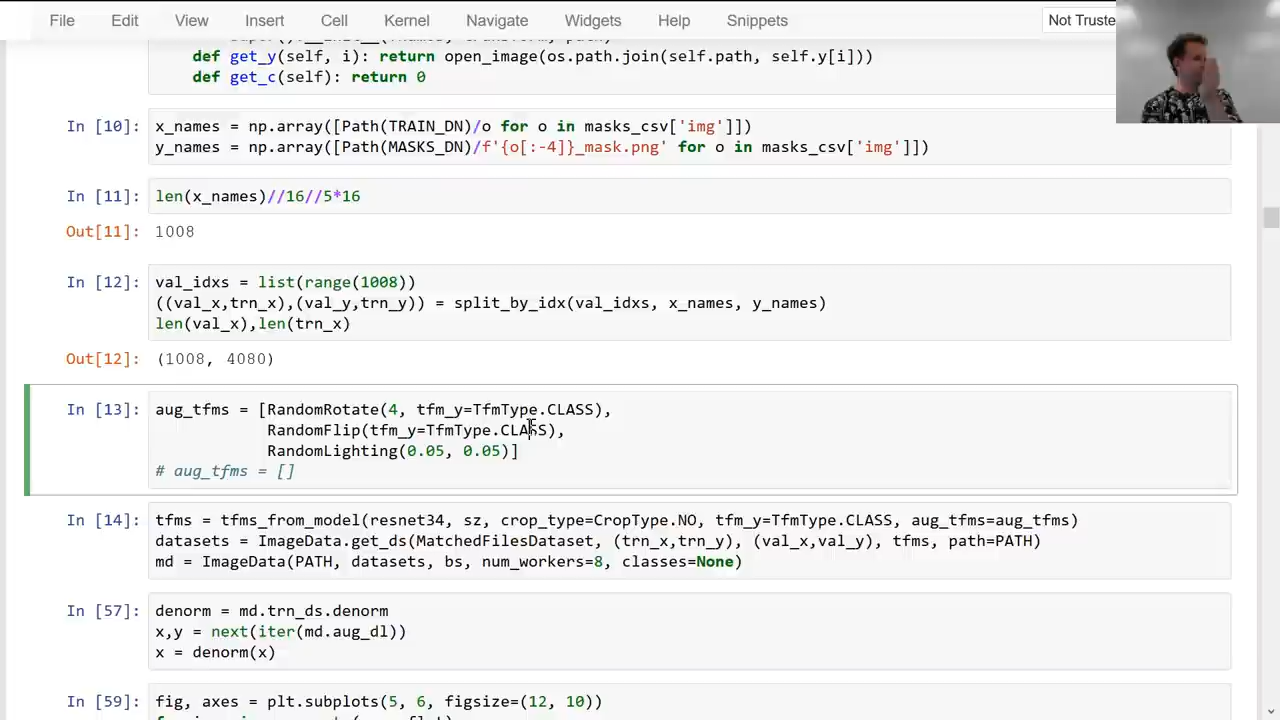 File Edit View Insert Cell Kernel Navigate Widgets Help Snippets Not Truste
def get_y(self, i): return open_image(os.path.join(self.path, self.y[i]))
def get_c(self): return 0
In [10]: x_names = np.array([Path(TRAIN_DN)/o for o in masks_csv['img']])
y_names = np.array([Path(MASKS_DN)/f'{o[:-4]}_mask.png' for o in masks_csv['img']])
In [11]: len(x_names)//16//5*16
Out[11]: 1008
In [12]: val_idxs = list(range(1008))
((val_x,trn_x),(val_y,trn_y)) = split_by_idx(val_idxs, x_names, y_names)
len(val_x),len(trn_x)
Out[12]: (1008, 4080)
In [13]: aug_tfms = [RandomRotate(4, tfm_y=TfmType.CLASS),
RandomFlip(tfm_y=TfmType.CLASS),
RandomLighting(0.05, 0.05)]
# aug_tfms = []
In [14]: tfms = tfms_from_model(resnet34, sz, crop_type=CropType.NO, tfm_y=TfmType.CLASS, aug_tfms=aug_tfms)
datasets = ImageData.get_ds(MatchedFilesDataset, (trn_x,trn_y), (val_x,val_y), tfms, path=PATH)
md = ImageData(PATH, datasets, bs, num_workers=8, classes=None)
In [57]: denorm = md.trn_ds.denorm
x,y = next(iter(md.aug_dl))
x = denorm(x)
In [59]: fig, axes = plt.subplots(5, 6, figsize=(12, 10))